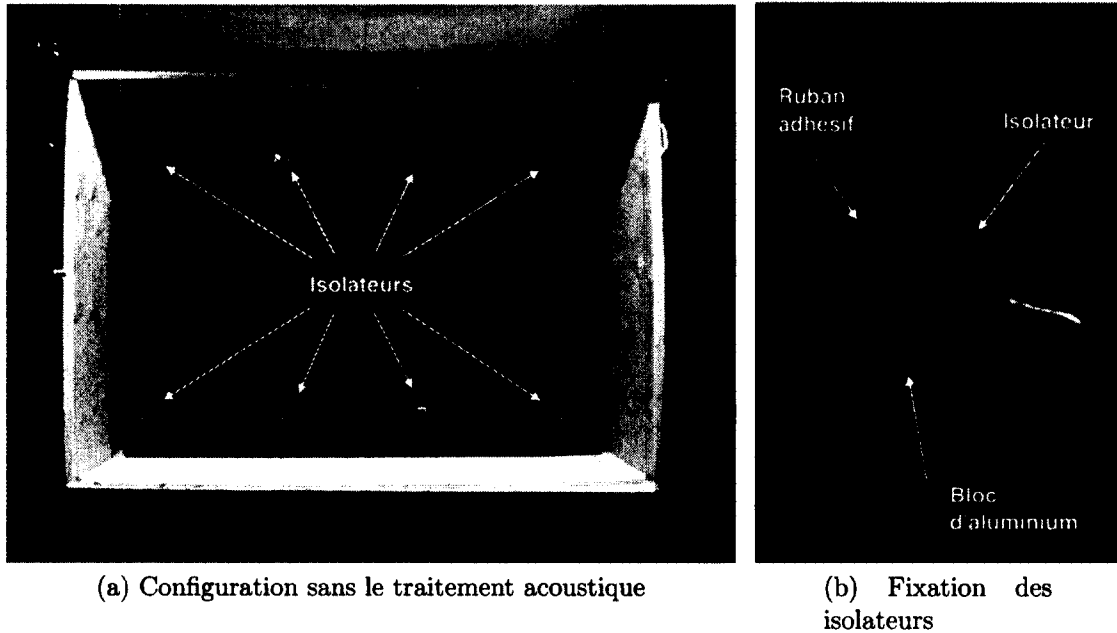 Isolateurs
(a) Configuration sans le traitement acoustique
Ruban
adhesif
Isolateur
Bloc
d'aluminium
(b) Fixation des
isolateurs